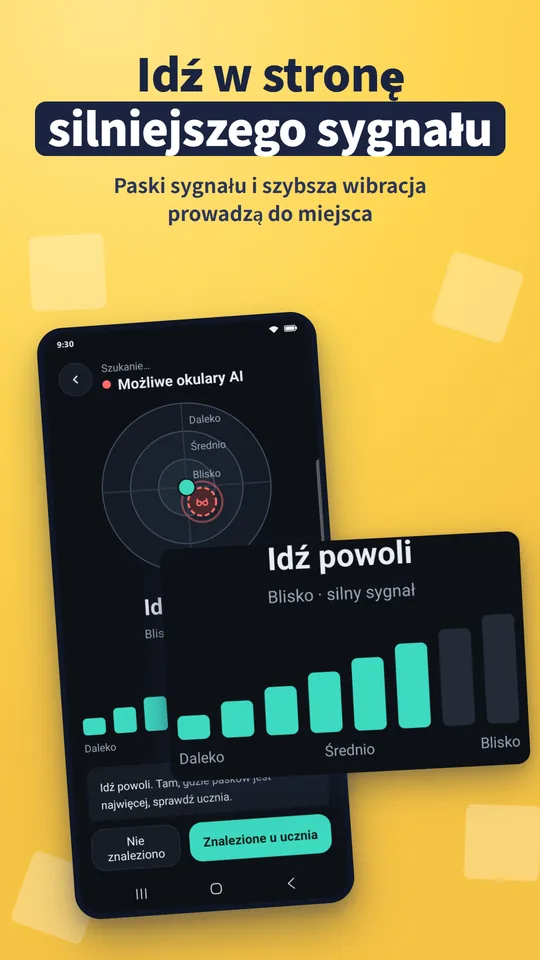 Idź w stronę
silniejszego sygnału
Paski sygnału i szybsza wibracja
prowadzą do miejsca
9:30
Szukanie…
Możliwe okulary AI
Daleko
Średnio
Blisko
Idź powoli
Blisko · silny sygnał
Daleko
Średnio
Blisko
Daleko
Idź powoli. Tam, gdzie pasków jest
najwięcej, sprawdź ucznia.
Nie
znaleziono
Znalezione u ucznia